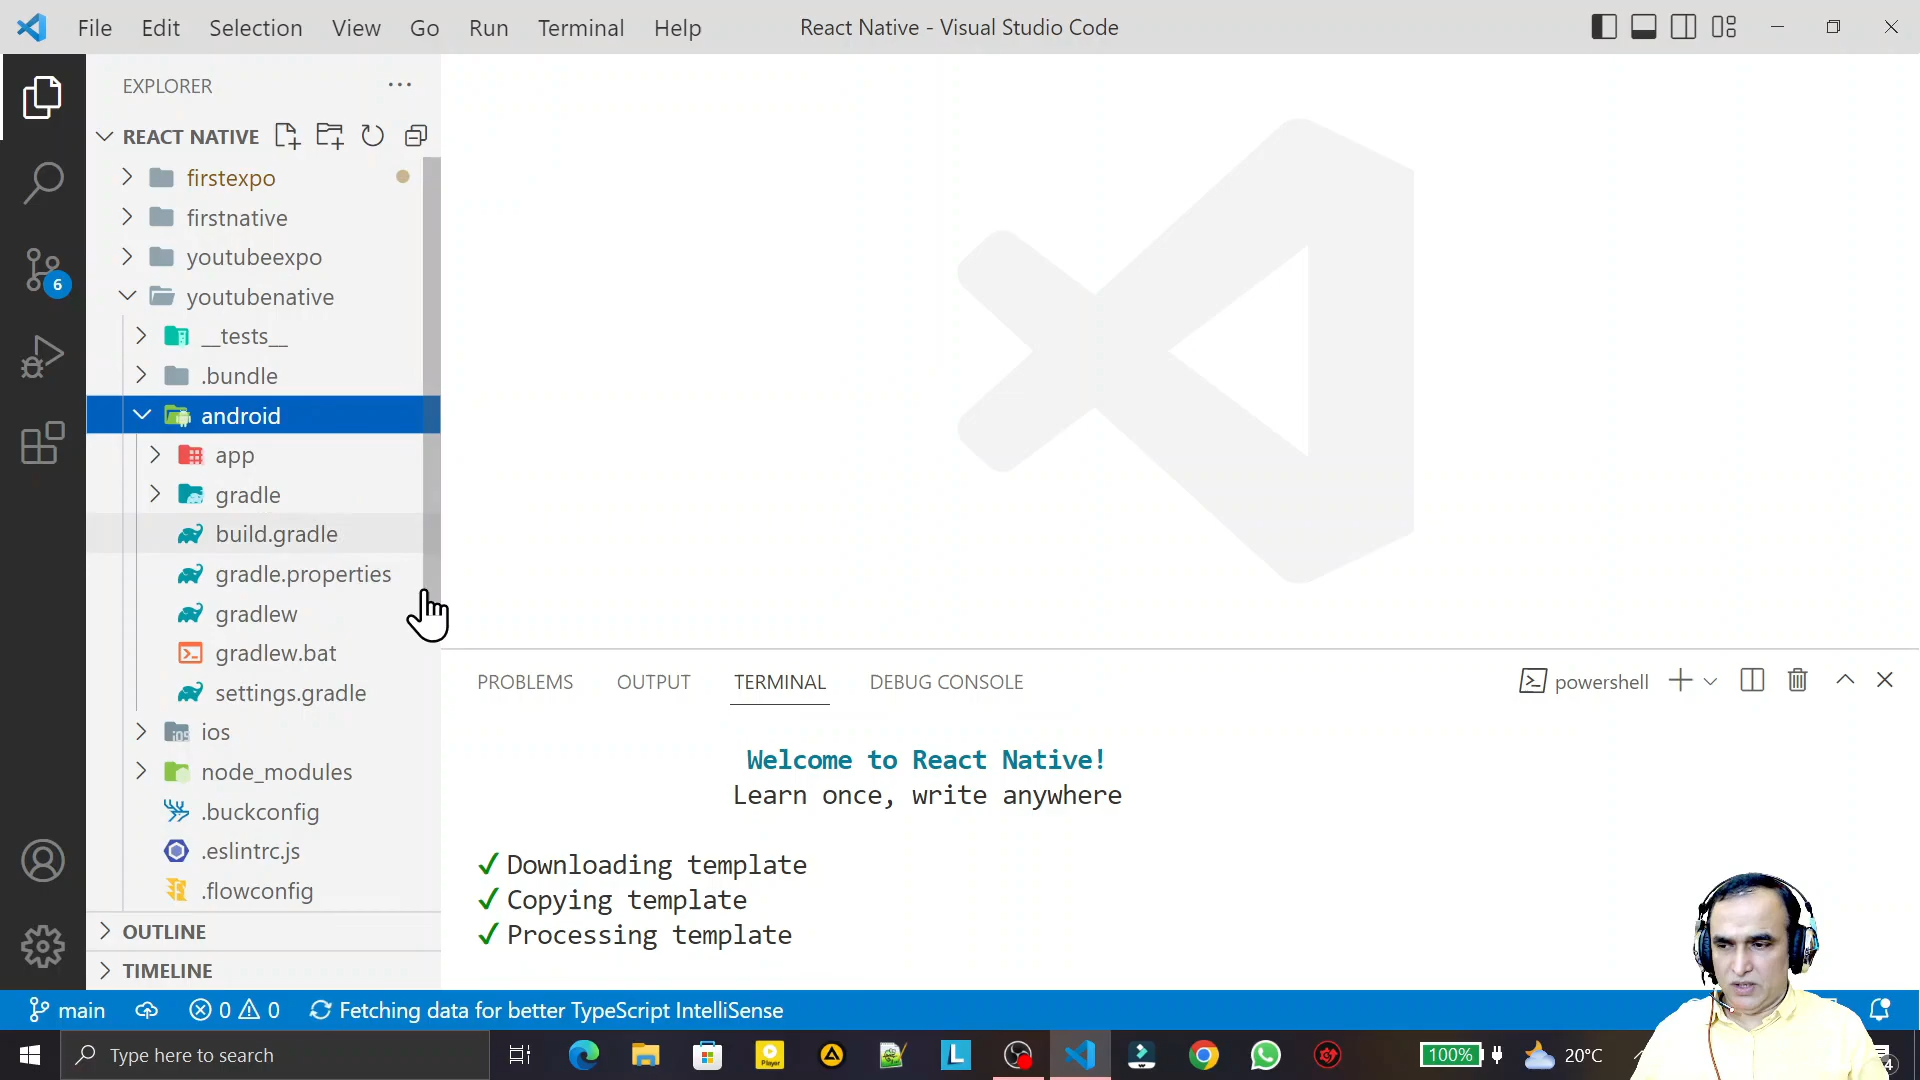 File Edit Selection View Go Run Terminal Help
React Native - Visual Studio Code
EXPLORER
REACT NATIVE
firstexpo
firstnative
youtubeexpo
youtubenative
__tests__
.bundle
android
app
gradle
build.gradle
gradle.properties
gradlew
gradlew.bat
settings.gradle
ios
node_modules
.buckconfig
.eslintrc.js
.flowconfig
OUTLINE
TIMELINE
6
PROBLEMS OUTPUT TERMINAL DEBUG CONSOLE
powershell
Welcome to React Native!
Learn once, write anywhere
✓ Downloading template
✓ Copying template
✓ Processing template
main 0 0 Fetching data for better TypeScript IntelliSense
Type here to search
100% 20°C